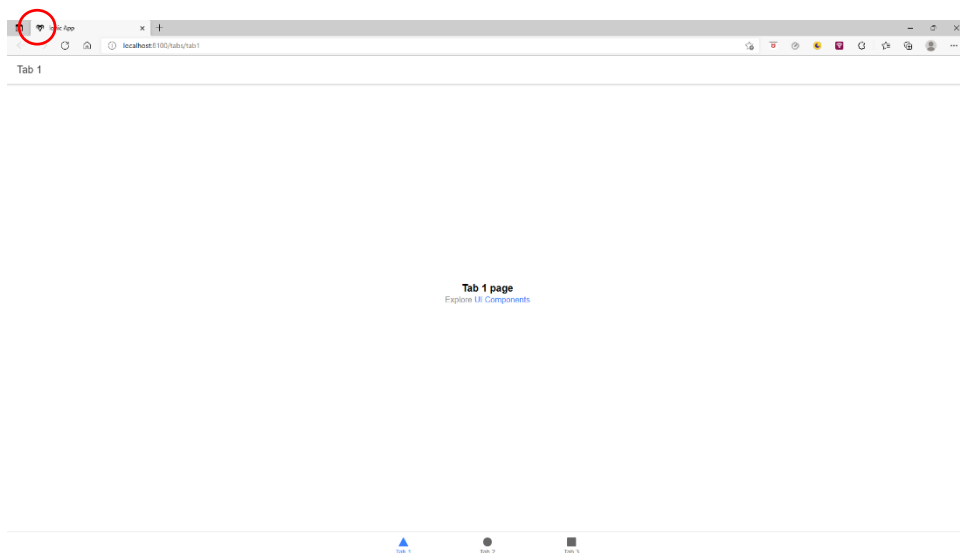 Ionic App
localhost:8100/tabs/tab1
Tab 1
Tab 1 page
Explore UI Components
Tab 1
Tab 2
Tab 3